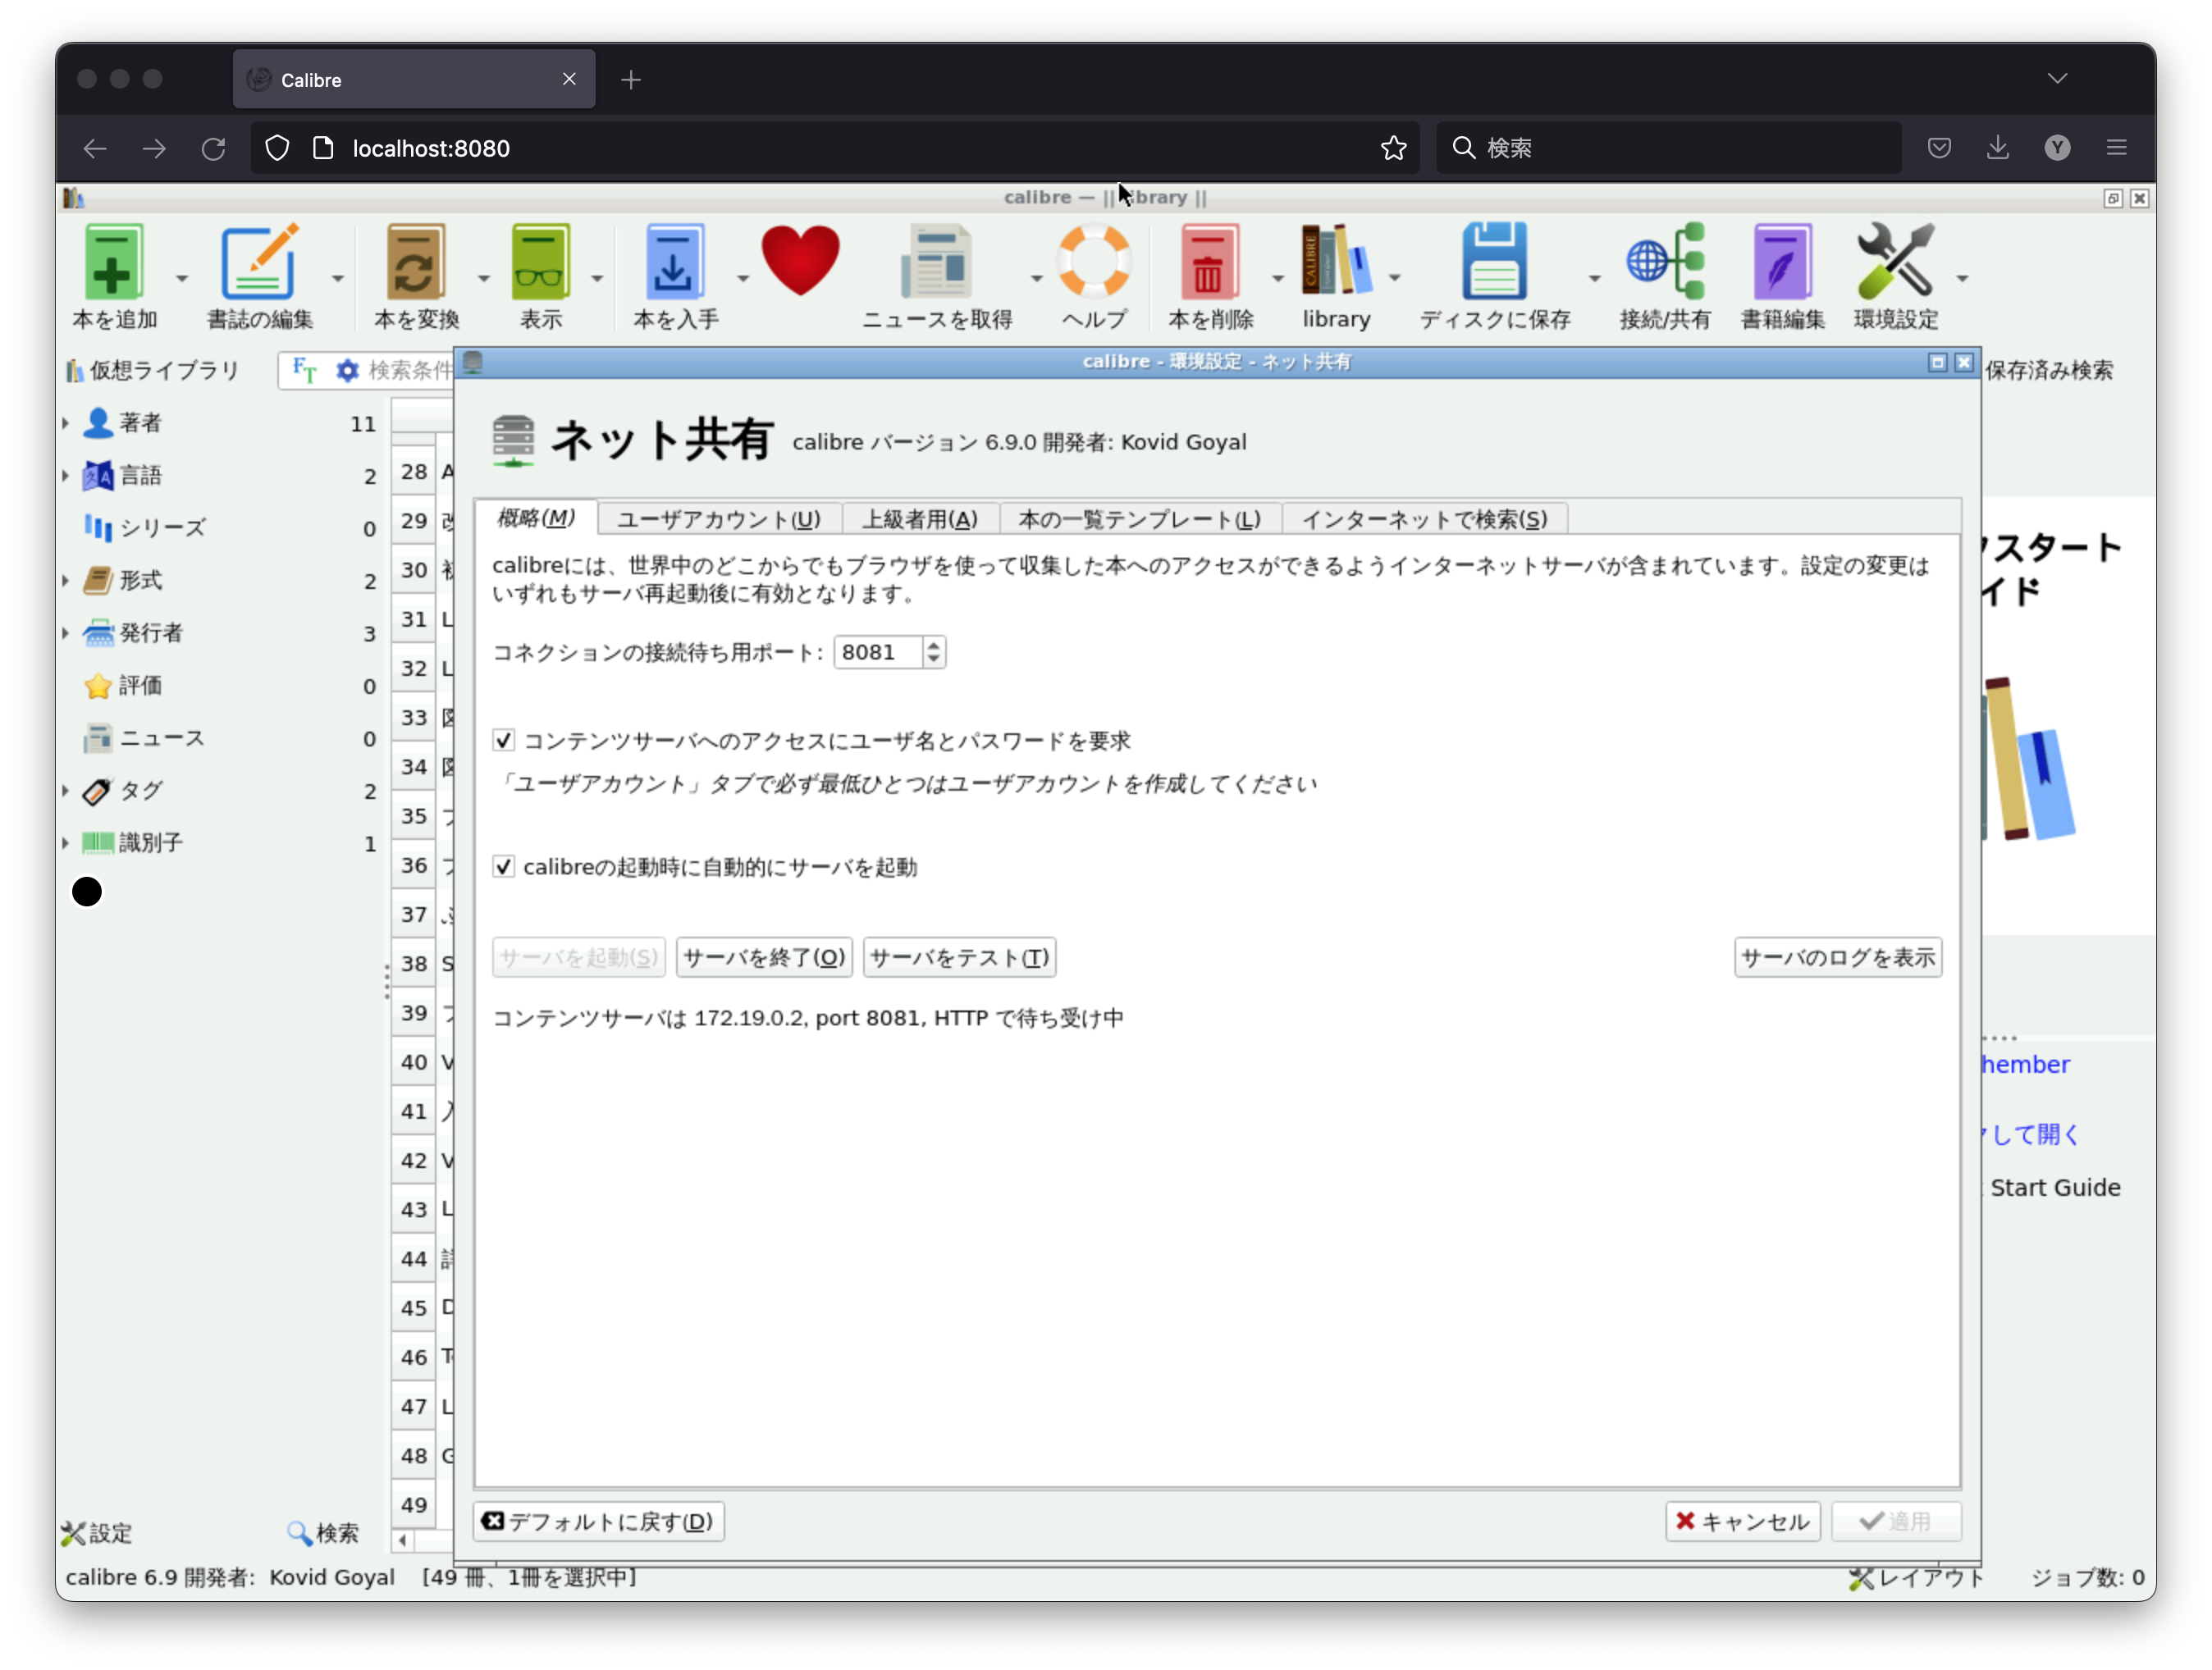 Calibre
localhost:8080
検索
Y
calibre — || library ||
本を追加
書誌の編集
本を変換
表示
本を入手
ニュースを取得
ヘルプ
本を削除
CALIBRE
library
ディスクに保存
接続/共有
書籍編集
環境設定
仮想ライブラリ
検索条件
保存済み検索
calibre - 環境設定 - ネット共有
著者 11
言語 2
シリーズ 0
形式 2
発行者 3
評価 0
ニュース 0
タグ 2
識別子 1
28 A
29
30
31 L
32 L
33
34
35
36
37
38 S
39
40 V
41
42 V
43 L
44
45 D
46 T
47 L
48 G
49
ネット共有 calibre バージョン 6.9.0 開発者: Kovid Goyal
概略(M) ユーザアカウント(U) 上級者用(A) 本の一覧テンプレート(L) インターネットで検索(S)
calibreには、世界中のどこからでもブラウザを使って収集した本へのアクセスができるようインターネットサーバが含まれています。設定の変更は
いずれもサーバ再起動後に有効となります。
コネクションの接続待ち用ポート: 8081
コンテンツサーバへのアクセスにユーザ名とパスワードを要求
「ユーザアカウント」タブで必ず最低ひとつはユーザアカウントを作成してください
calibreの起動時に自動的にサーバを起動
サーバを起動(S) サーバを終了(O) サーバをテスト(T) サーバのログを表示
コンテンツサーバは 172.19.0.2, port 8081, HTTP で待ち受け中
デフォルトに戻す(D) キャンセル 適用
クスタート
イド
hember
クして開く
Start Guide
設定 検索
calibre 6.9 開発者: Kovid Goyal [49 冊、1冊を選択中]
レイアウト ジョブ数: 0